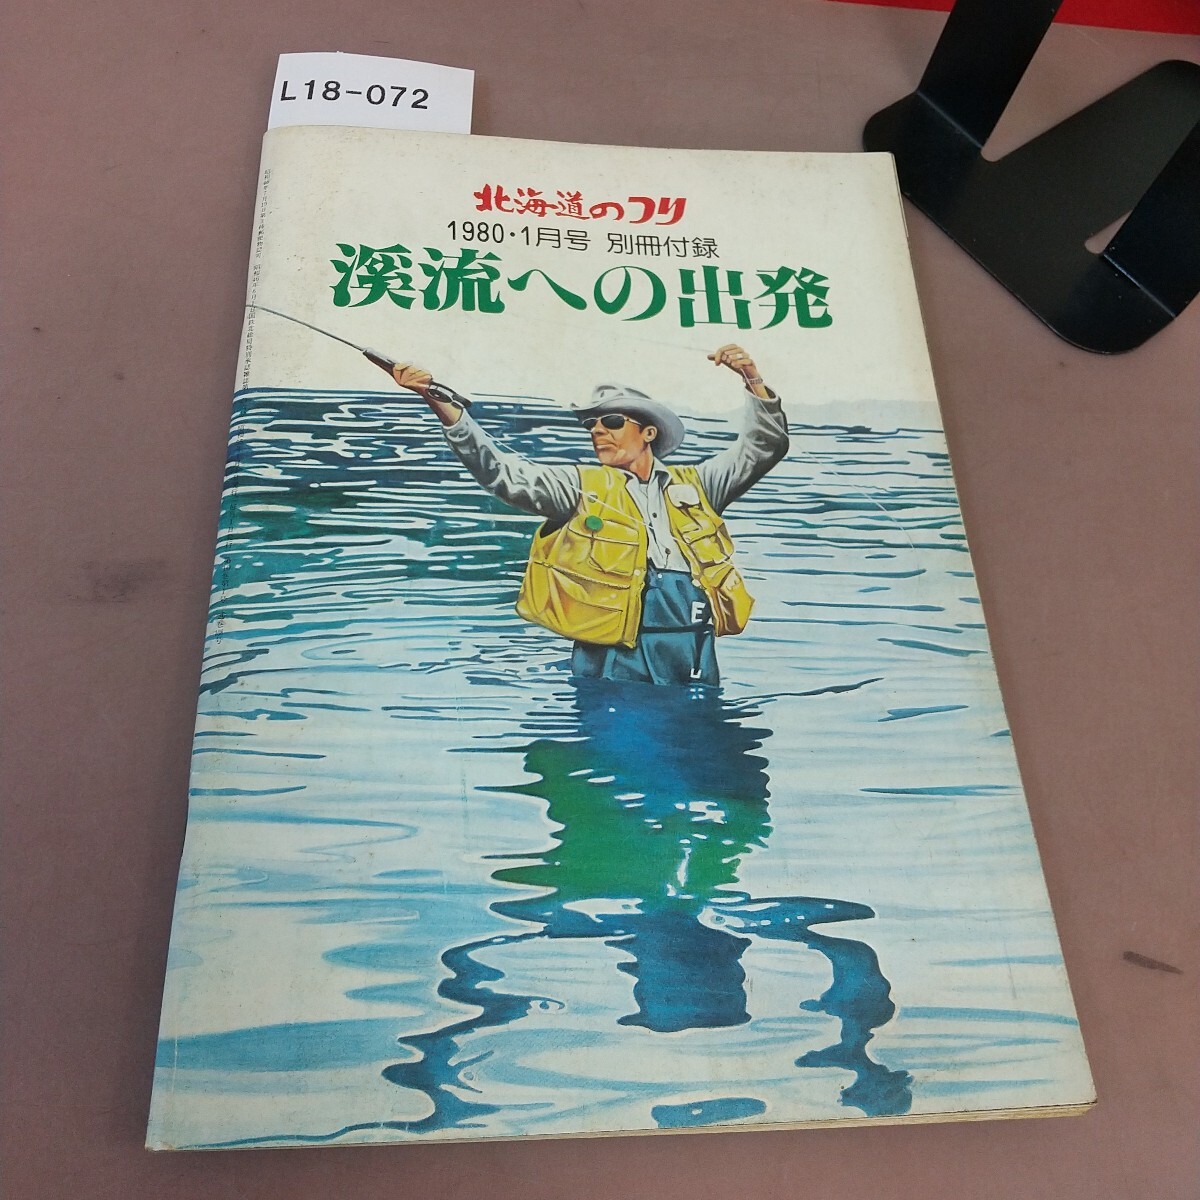 L18-072
北海道のつり
1980・1月号 別冊付録
渓流への出発